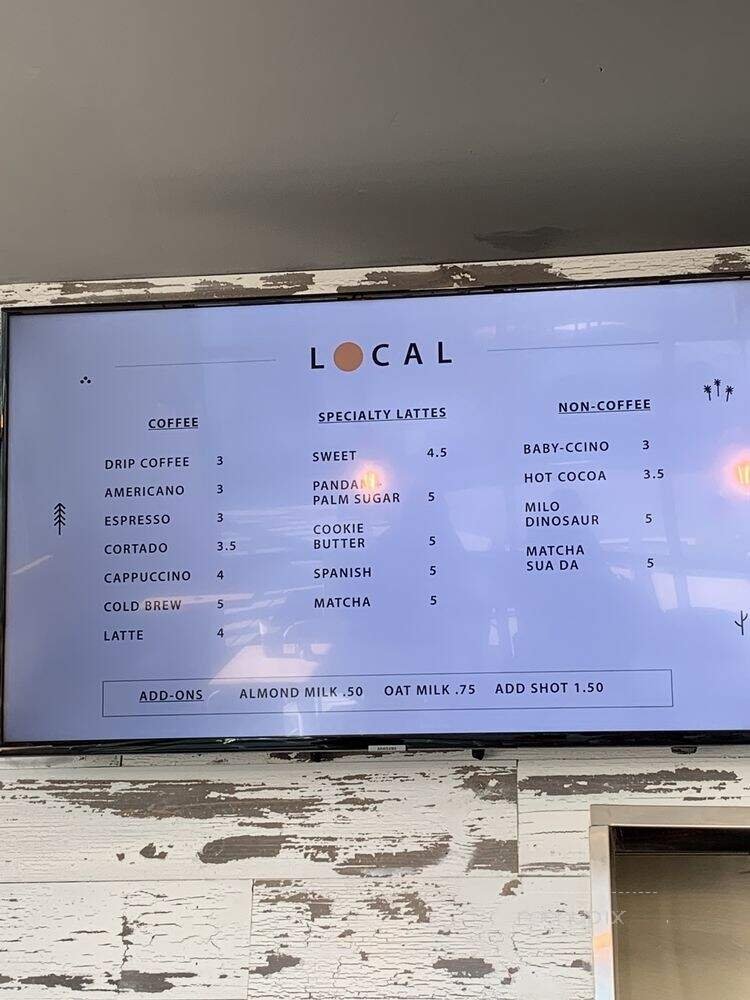 LOCAL
COFFEE
DRIP COFFEE 3
AMERICANO 3
ESPRESSO 3
CORTADO 3.5
CAPPUCCINO 4
COLD BREW 5
LATTE 4
SPECIALTY LATTES
SWEET 4.5
PANDAN-
PALM SUGAR 5
COOKIE
BUTTER 5
SPANISH 5
MATCHA 5
NON-COFFEE
BABY-CCINO 3
HOT COCOA 3.5
MILO
DINOSAUR 5
MATCHA
SUA DA 5
ADD-ONS ALMOND MILK .50 OAT MILK .75 ADD SHOT 1.50
SAMSUNG